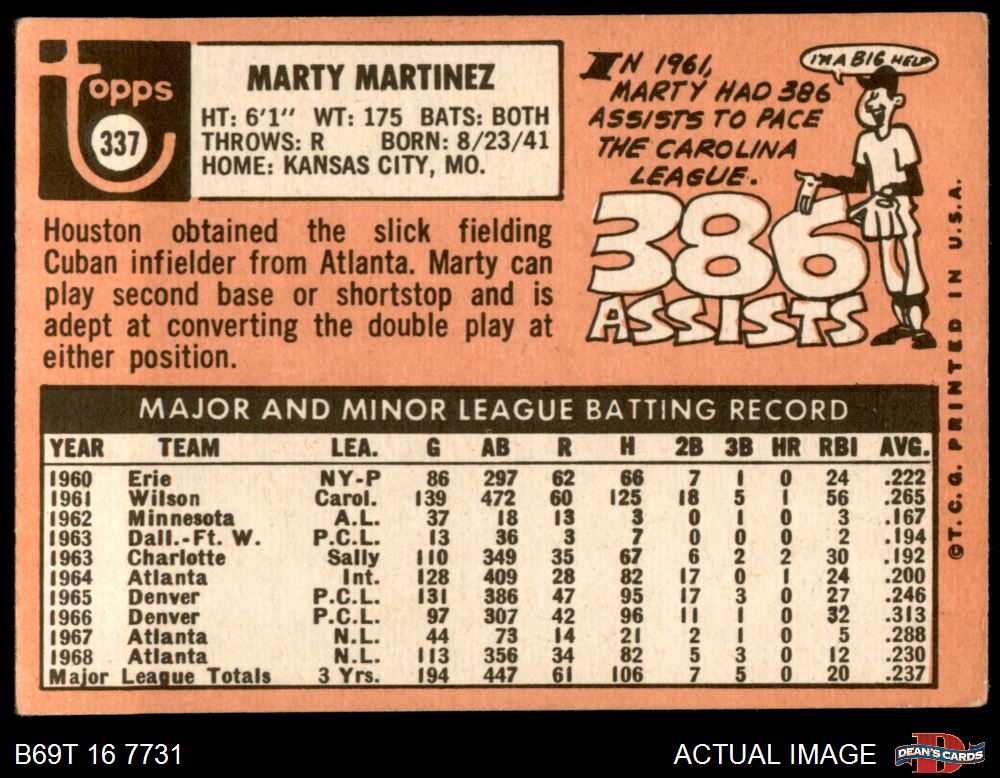 Topps
337
MARTY MARTINEZ
HT: 6'1" WT: 175 BATS: BOTH
THROWS: R BORN: 8/23/41
HOME: KANSAS CITY, MO.
Houston obtained the slick fielding
Cuban infielder from Atlanta. Marty can
play second base or shortstop and is
adept at converting the double play at
either position.
IN 1961,
MARTY HAD 386
ASSISTS TO PACE
THE CAROLINA
LEAGUE.
I'M A BIG HELP
386
ASSISTS
MAJOR AND MINOR LEAGUE BATTING RECORD
YEAR TEAM LEA. G AB R H 2B 3B HR RBI AVG.
1960 Erie NY-P 86 297 62 66 7 1 0 24 .222
1961 Wilson Carol. 139 472 60 125 18 5 1 56 .265
1962 Minnesota A.L. 37 18 13 3 0 1 0 3 .167
1963 Dall.-Ft. W. P.C.L. 13 36 3 7 0 0 0 2 .194
1963 Charlotte Sally 110 349 35 67 6 2 2 30 .192
1964 Atlanta Int. 128 409 28 82 17 0 1 24 .200
1965 Denver P.C.L. 131 386 47 95 17 3 0 27 .246
1966 Denver P.C.L. 97 307 42 96 11 1 0 32 .313
1967 Atlanta N.L. 44 73 14 21 2 1 0 5 .288
1968 Atlanta N.L. 113 356 34 82 5 3 0 12 .230
Major League Totals 3 Yrs. 194 447 61 106 7 5 0 20 .237
©T.C.G. PRINTED IN U.S.A.
B69T 16 7731
ACTUAL IMAGE
DEAN'S CARDS